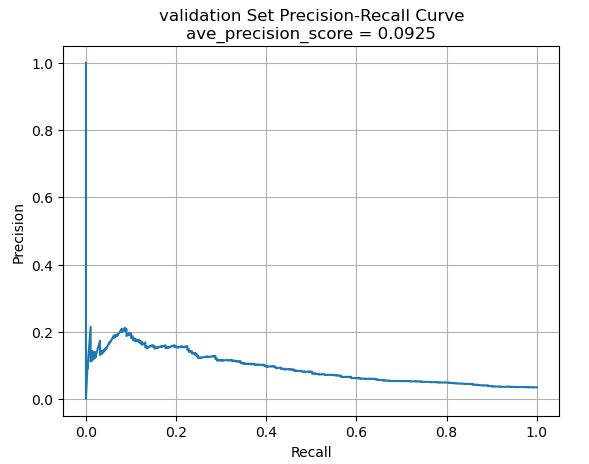 validation Set Precision-Recall Curve
ave_precision_score = 0.0925
1.0
0.8
0.6
0.4
0.2
0.0
Precision
0.0 0.2 0.4 0.6 0.8 1.0
Recall